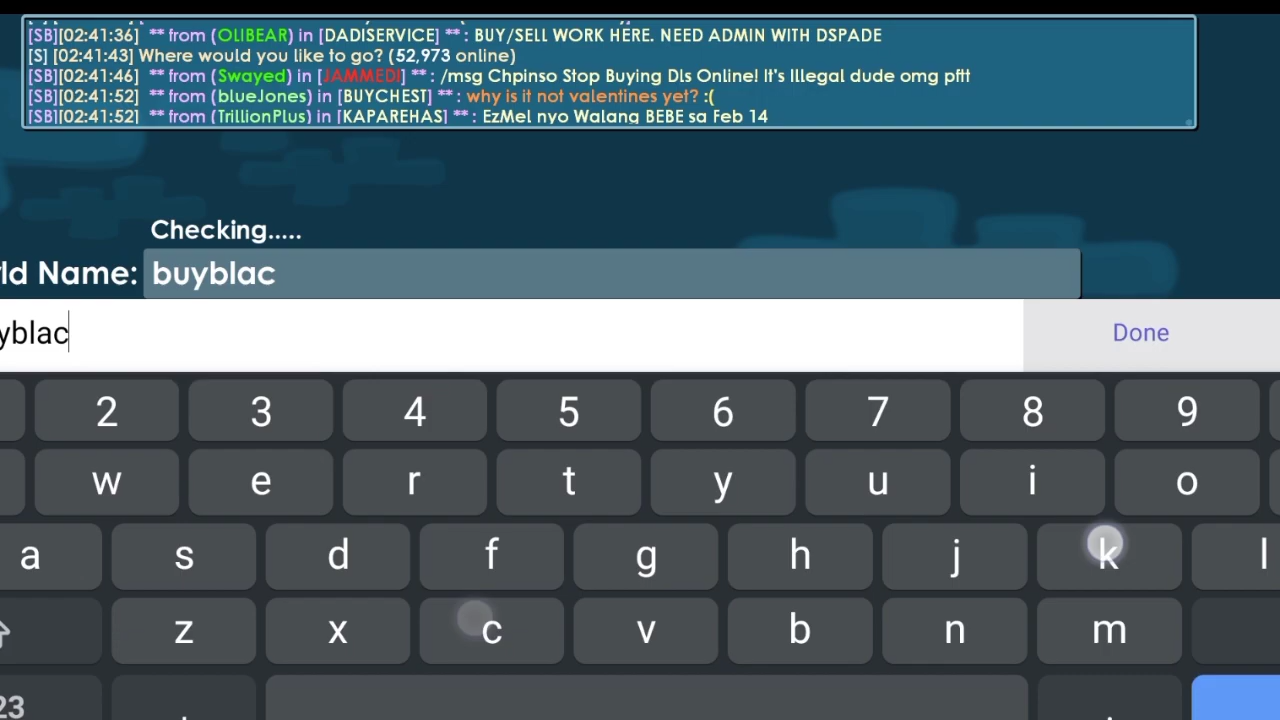 [SB][02:41:36] ** from (OLIBEAR) in [DADISERVICE] ** : BUY/SELL WORK HERE. NEED ADMIN WITH DSPADE
[S] [02:41:43] Where would you like to go? (52,973 online)
[SB][02:41:46] ** from (Swayed) in [JAMMED] ** : /msg Chpinso Stop Buying Dls Online! It's Illegal dude omg pftt
[SB][02:41:52] ** from (blueJones) in [BUYCHEST] ** : why is it not valentines yet? :(
[SB][02:41:52] ** from (TrillionPlus) in [KAPAREHAS] ** : EzMel nyo Walang BEBE sa Feb 14
Checking.....
ld Name: buyblac
yblac
Done
2 3 4 5 6 7 8 9
w e r t y u i o
a s d f g h j k l
z x c v b n m
23 , .